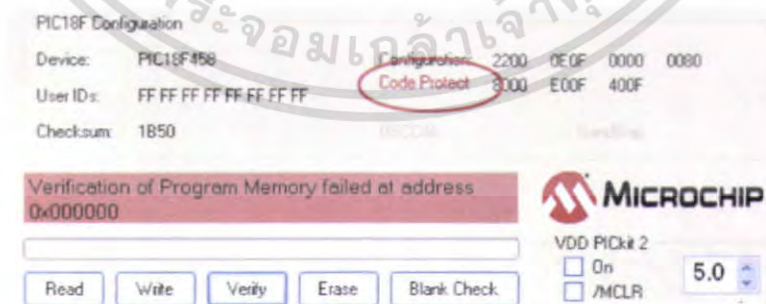 PIC18F Configuration
Device: PIC18F458 Configuration: 2200 0E0F 0000 0080
User IDs: FF FF FF FF FF FF FF FF Code Protect 8000 E00F 400F
Checksum: 1B50 OSCCAL: BandGap:
Verification of Program Memory failed at address
0x000000
MICROCHIP
VDD PICkit 2
On
/MCLR
5.0
Read Write Verify Erase Blank Check